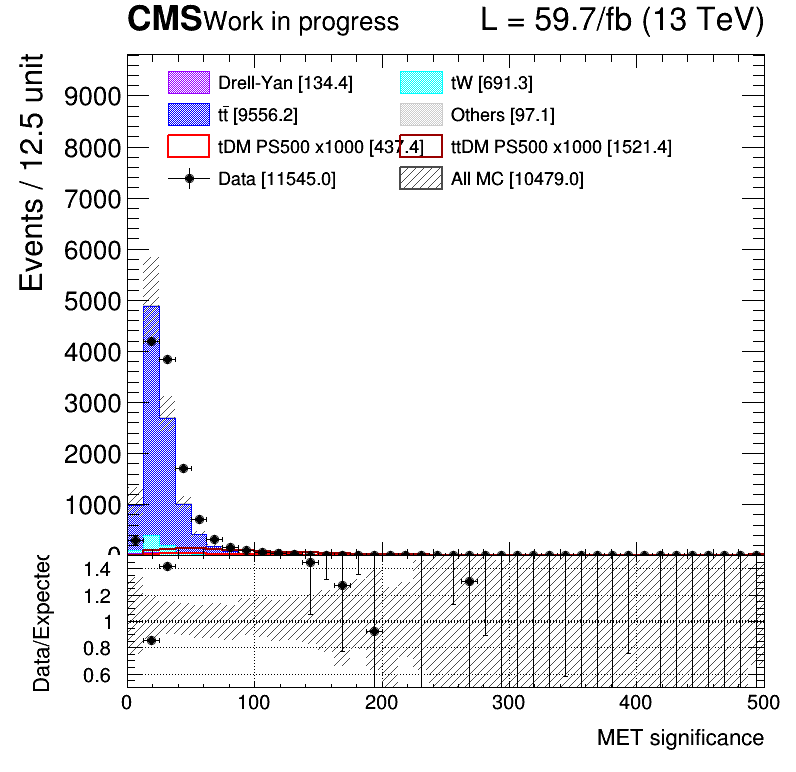 CMS Work in progress L = 59.7/fb (13 TeV)
Events / 12.5 unit
9000
8000
7000
6000
5000
4000
3000
2000
1000
0
Drell-Yan [134.4] tW [691.3]
tt̄ [9556.2] Others [97.1]
tDM PS500 x1000 [437.4] ttDM PS500 x1000 [1521.4]
Data [11545.0] All MC [10479.0]
Data/Expected
1.4
1.2
1
0.8
0.6
0 100 200 300 400 500
MET significance